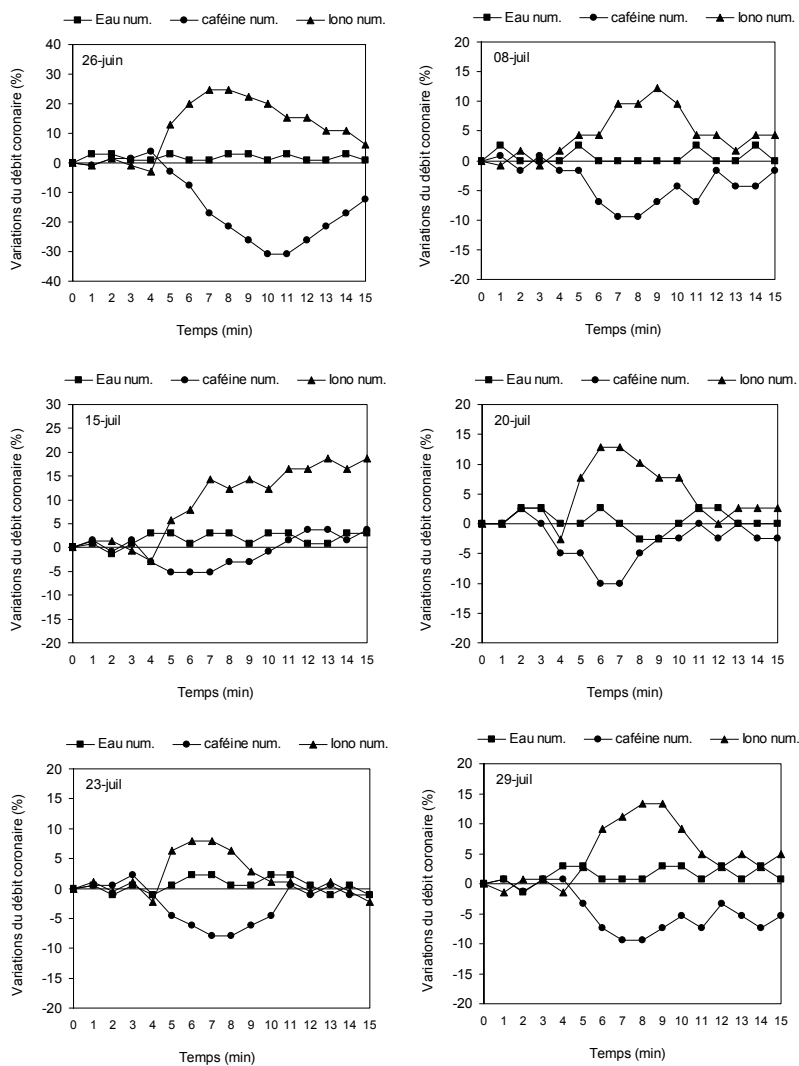 Eau num. caféine num. Iono num.
26-juin
Variations du débit coronaire (%)
40
30
20
10
0
-10
-20
-30
-40
0 1 2 3 4 5 6 7 8 9 10 11 12 13 14 15
Temps (min)
Eau num. caféine num. Iono num.
08-juil
Variations du débit coronaire (%)
20
15
10
5
0
-5
-10
-15
-20
0 1 2 3 4 5 6 7 8 9 10 11 12 13 14 15
Temps (min)
Eau num. caféine num. Iono num.
15-juil
Variations du débit coronaire (%)
30
25
20
15
10
5
0
-5
-10
-15
-20
0 1 2 3 4 5 6 7 8 9 10 11 12 13 14 15
Temps (min)
Eau num. caféine num. Iono num.
20-juil
Variations du débit coronaire (%)
20
15
10
5
0
-5
-10
-15
-20
0 1 2 3 4 5 6 7 8 9 10 11 12 13 14 15
Temps (min)
Eau num. caféine num. Iono num.
23-juil
Variations du débit coronaire (%)
20
15
10
5
0
-5
-10
-15
-20
0 1 2 3 4 5 6 7 8 9 10 11 12 13 14 15
Temps (min)
Eau num. caféine num. Iono num.
29-juil
Variations du débit coronaire (%)
20
15
10
5
0
-5
-10
-15
-20
0 1 2 3 4 5 6 7 8 9 10 11 12 13 14 15
Temps (min)